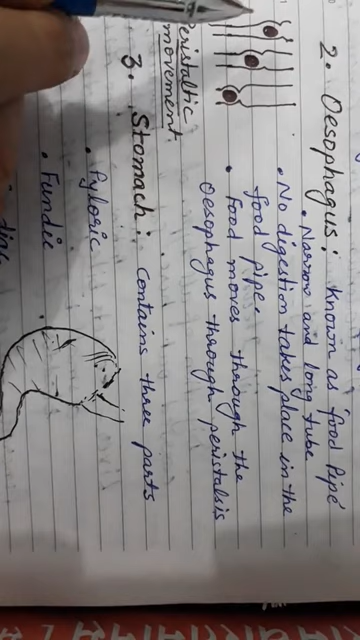 2. Oesophagus: Known as food Pipe
• Narrow and long tube
• No digestion takes place in the
food pipe.
• Food moves through the
Oesophagus through peristalsis
Peristaltic
movement.
3. Stomach: Contains three parts
• Pyloric
• Fundic